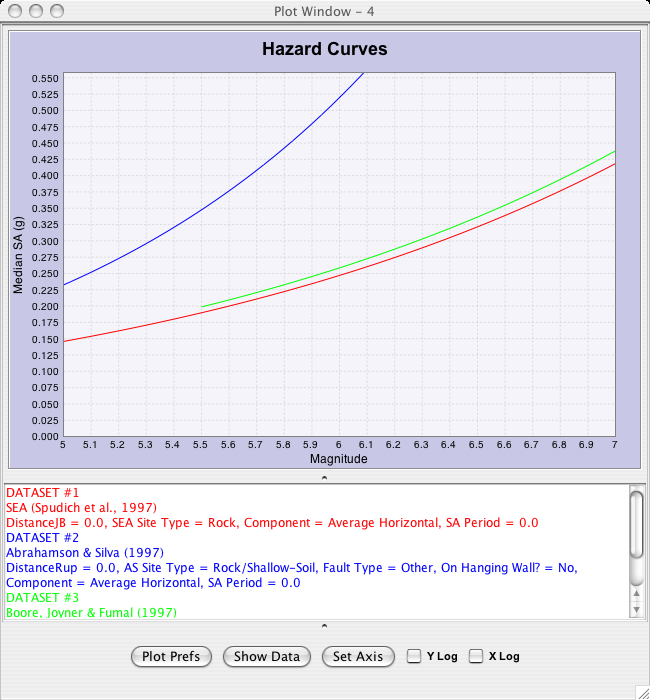 Plot Window - 4
Hazard Curves
Median SA (g)
0.550
0.525
0.500
0.475
0.450
0.425
0.400
0.375
0.350
0.325
0.300
0.275
0.250
0.225
0.200
0.175
0.150
0.125
0.100
0.075
0.050
0.025
0.000
5 5.1 5.2 5.3 5.4 5.5 5.6 5.7 5.8 5.9 6 6.1 6.2 6.3 6.4 6.5 6.6 6.7 6.8 6.9 7
Magnitude
DATASET #1
SEA (Spudich et al., 1997)
DistanceJB = 0.0, SEA Site Type = Rock, Component = Average Horizontal, SA Period = 0.0
DATASET #2
Abrahamson & Silva (1997)
DistanceRup = 0.0, AS Site Type = Rock/Shallow-Soil, Fault Type = Other, On Hanging Wall? = No,
Component = Average Horizontal, SA Period = 0.0
DATASET #3
Boore, Joyner & Fumal (1997)
Plot Prefs Show Data Set Axis Y Log X Log